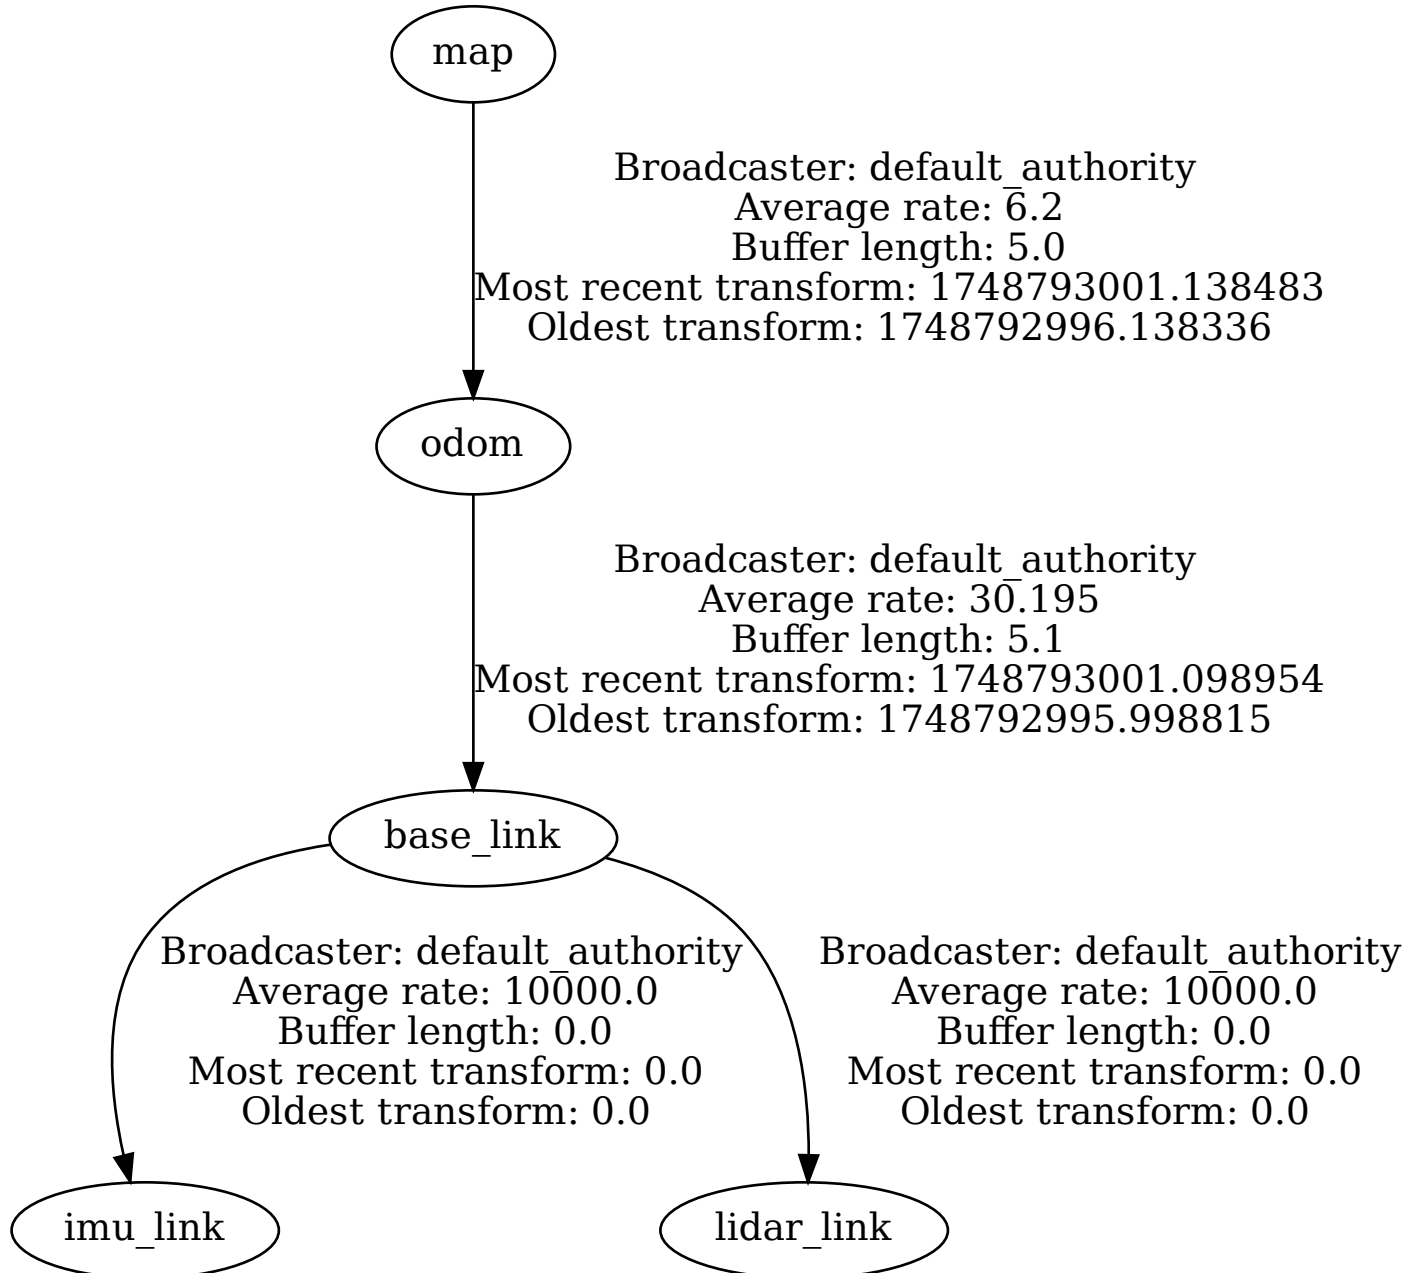 map
Broadcaster: default_authority
Average rate: 6.2
Buffer length: 5.0
Most recent transform: 1748793001.138483
Oldest transform: 1748792996.138336
odom
Broadcaster: default_authority
Average rate: 30.195
Buffer length: 5.1
Most recent transform: 1748793001.098954
Oldest transform: 1748792995.998815
base_link
Broadcaster: default_authority
Average rate: 10000.0
Buffer length: 0.0
Most recent transform: 0.0
Oldest transform: 0.0
Broadcaster: default_authority
Average rate: 10000.0
Buffer length: 0.0
Most recent transform: 0.0
Oldest transform: 0.0
imu_link
lidar_link